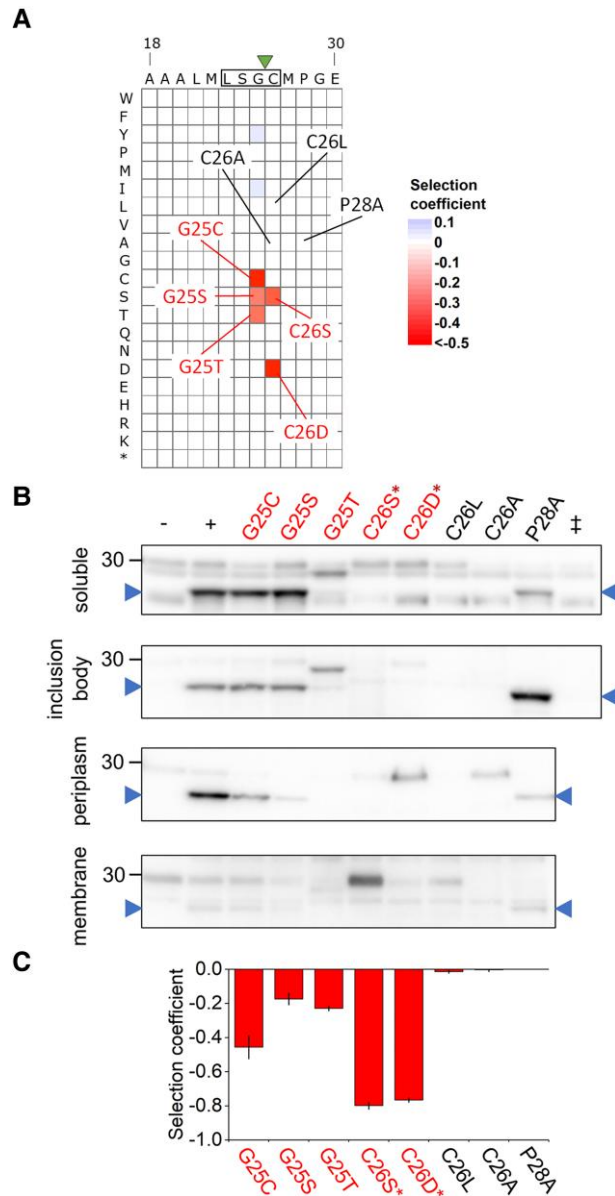 A
18 30
A A A L M L S G C M P G E
W
F
Y
P
M
I
L
V
A
G
C
S
T
Q
N
D
E
H
R
K
*
C26L
C26A
P28A
G25C
G25S
C26S
G25T
C26D
Selection
coefficient
0.1
0
-0.1
-0.2
-0.3
-0.4
<-0.5
B
- + G25C G25S G25T C26S* C26D* C26L C26A P28A ‡
30
soluble
30
inclusion
body
30
periplasm
30
membrane
C
Selection coefficient
0.0
-0.2
-0.4
-0.6
-0.8
-1.0
G25C G25S G25T C26S* C26D* C26L C26A P28A